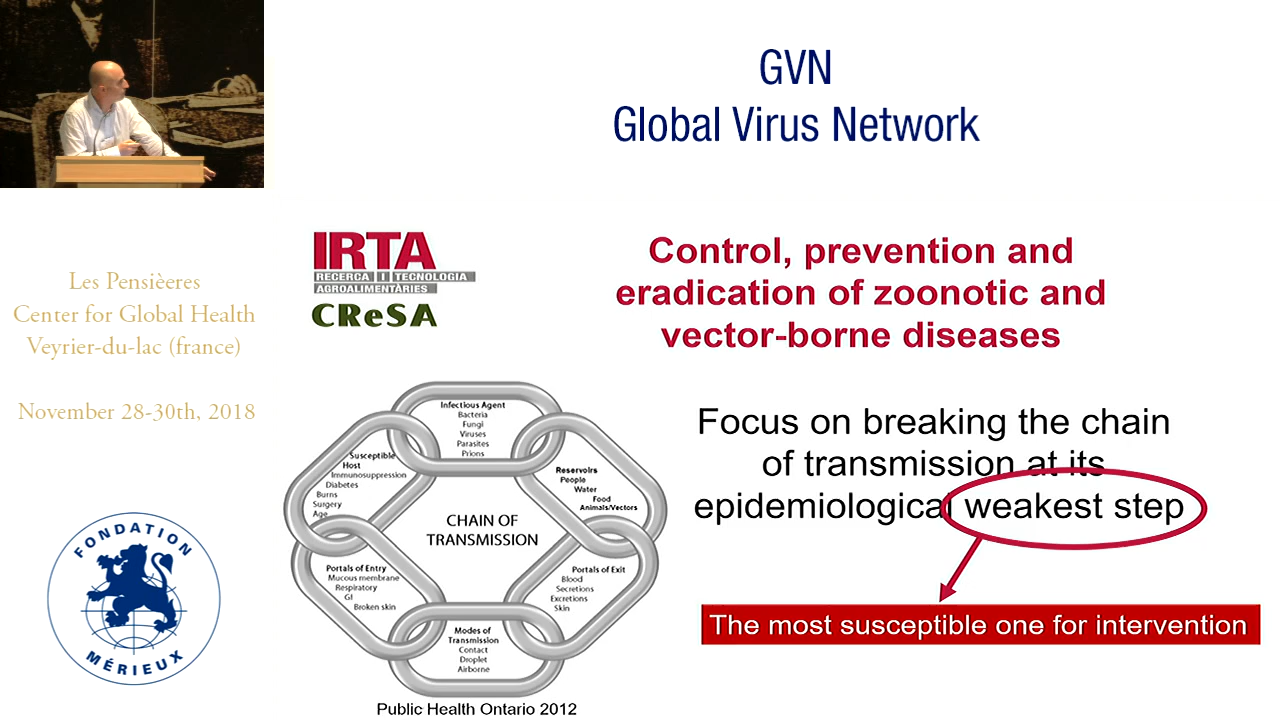 GVN
Global Virus Network
Les Pensièeres
Center for Global Health
Veyrier-du-lac (france)
November 28-30th, 2018
FONDATION
MÉRIEUX
IRTA
RECERCA I TECNOLOGIA
AGROALIMENTÀRIES
CReSA
Control, prevention and
eradication of zoonotic and
vector-borne diseases
Infectious Agent
Bacteria
Fungi
Viruses
Parasites
Prions
Reservoirs
People
Water
Food
Animals/Vectors
Portals of Exit
Blood
Secretions
Excretions
Skin
Modes of
Transmission
Contact
Droplet
Airborne
Portals of Entry
Mucous membrane
Respiratory
GI
Broken skin
Susceptible
Host
Immunosuppression
Diabetes
Burns
Surgery
Age
CHAIN OF
TRANSMISSION
Public Health Ontario 2012
Focus on breaking the chain
of transmission at its
epidemiological weakest step
The most susceptible one for intervention